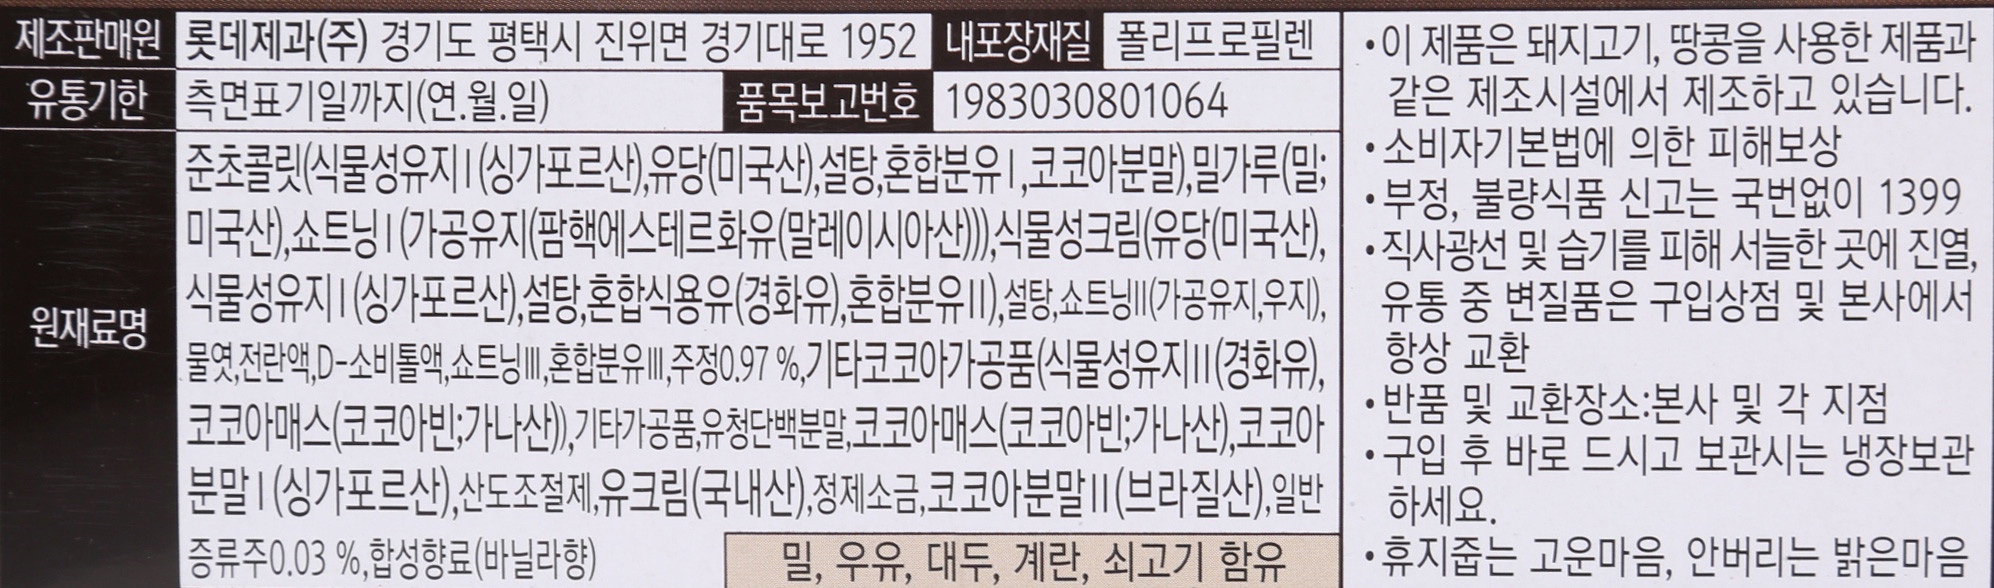 제조판매원 롯데제과(주) 경기도 평택시 진위면 경기대로 1952 내포장재질 폴리프로필렌
유통기한 측면표기일까지(연.월.일) 품목보고번호 1983030801064
원재료명
준초콜릿(식물성유지Ⅰ(싱가포르산),유당(미국산),설탕,혼합분유Ⅰ,코코아분말),밀가루(밀;
미국산),쇼트닝Ⅰ(가공유지(팜핵에스테르화유(말레이시아산))),식물성크림(유당(미국산),
식물성유지Ⅰ(싱가포르산),설탕,혼합식용유(경화유),혼합분유Ⅱ),설탕,쇼트닝Ⅱ(가공유지,우지),
물엿,전란액,D-소비톨액,쇼트닝Ⅲ,혼합분유Ⅲ,주정0.97 %,기타코코아가공품(식물성유지Ⅱ(경화유),
코코아매스(코코아빈;가나산)),기타가공품,유청단백분말,코코아매스(코코아빈;가나산),코코아
분말Ⅰ(싱가포르산),산도조절제,유크림(국내산),정제소금,코코아분말Ⅱ(브라질산),일반
증류주0.03 %,합성향료(바닐라향)
밀, 우유, 대두, 계란, 쇠고기 함유
•이 제품은 돼지고기, 땅콩을 사용한 제품과
같은 제조시설에서 제조하고 있습니다.
•소비자기본법에 의한 피해보상
•부정, 불량식품 신고는 국번없이 1399
•직사광선 및 습기를 피해 서늘한 곳에 진열,
유통 중 변질품은 구입상점 및 본사에서
항상 교환
•반품 및 교환장소:본사 및 각 지점
•구입 후 바로 드시고 보관시는 냉장보관
하세요.
•휴지줍는 고운마음, 안버리는 밝은마음